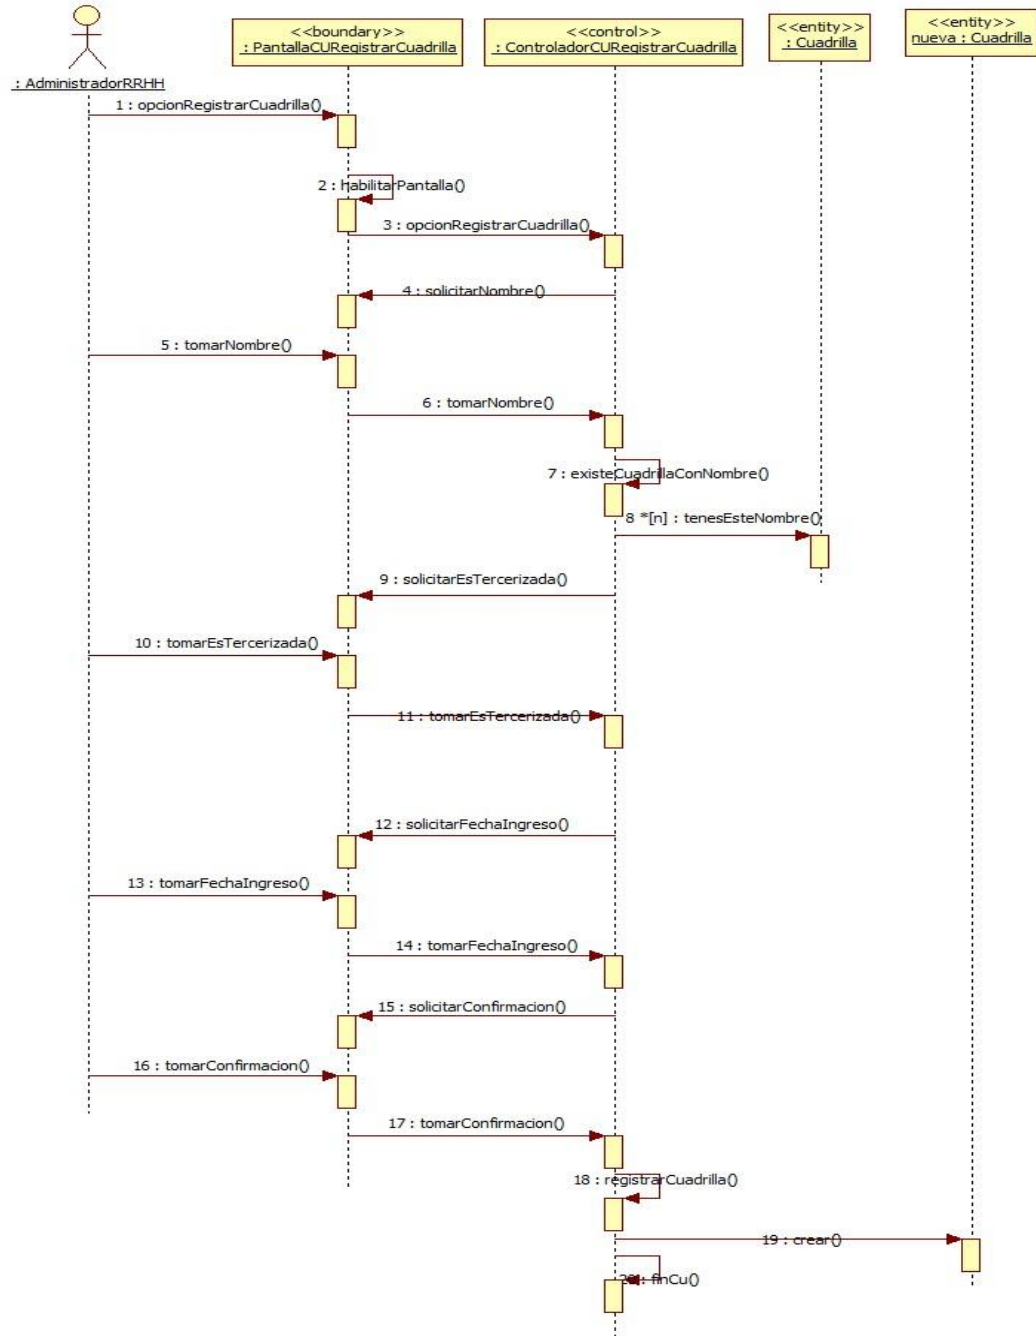 : AdministradorRRHH
<<boundary>>
: PantallaCURegistrarCuadrilla
<<control>>
: ControladorCURegistrarCuadrilla
<<entity>>
: Cuadrilla
<<entity>>
nueva : Cuadrilla
1 : opcionRegistrarCuadrilla()
2 : habilitarPantalla()
3 : opcionRegistrarCuadrilla()
4 : solicitarNombre()
5 : tomarNombre()
6 : tomarNombre()
7 : existeCuadrillaConNombre()
8 *[n] : tenesEsteNombre()
9 : solicitarEsTercerizada()
10 : tomarEsTercerizada()
11 : tomarEsTercerizada()
12 : solicitarFechaIngreso()
13 : tomarFechaIngreso()
14 : tomarFechaIngreso()
15 : solicitarConfirmacion()
16 : tomarConfirmacion()
17 : tomarConfirmacion()
18 : registrarCuadrilla()
19 : crear()
20 : finCu()